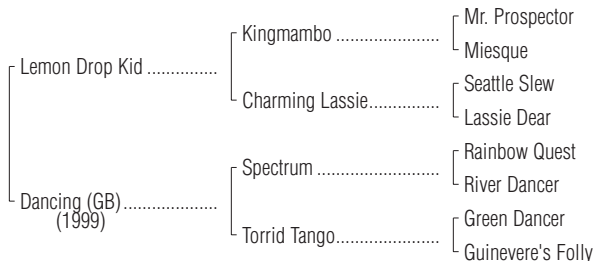 Mr. Prospector
Kingmambo ....................
Miesque
Lemon Drop Kid ..............
Seattle Slew
Charming Lassie...............
Lassie Dear
Rainbow Quest
Spectrum .......................
River Dancer
Dancing (GB)..................
(1999)
Green Dancer
Torrid Tango....................
Guinevere's Folly